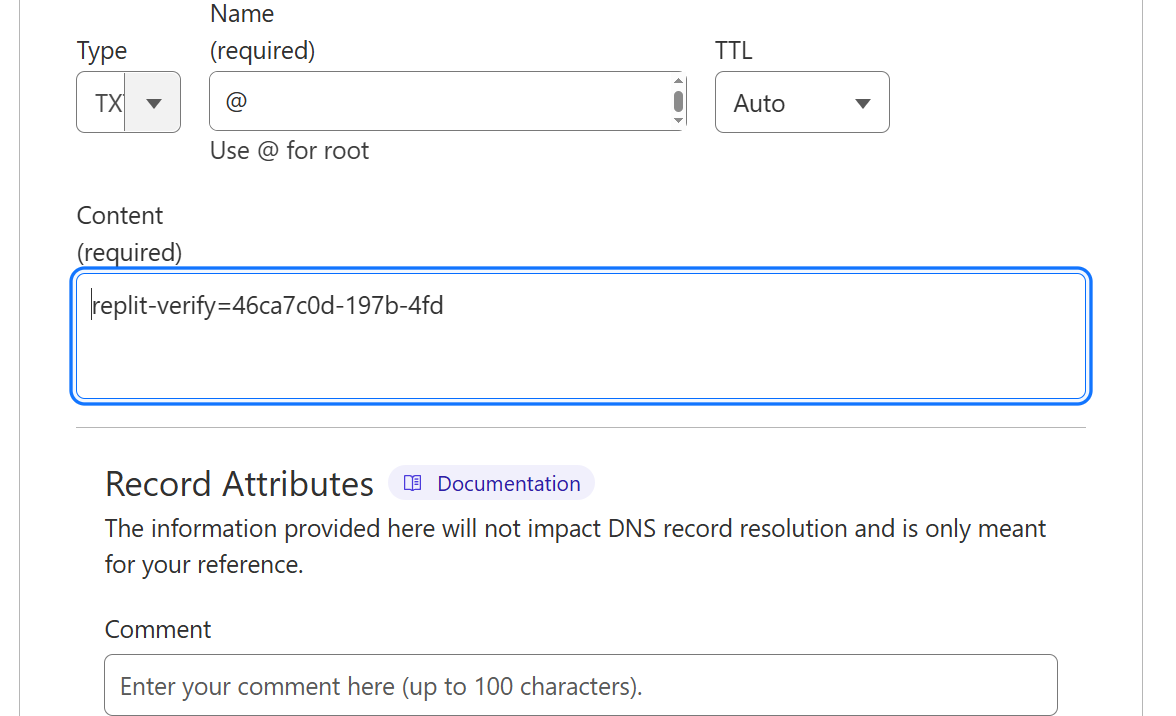 Name
Type
(required)
TTL
TX
@
Auto
Use @ for root
Content
(required)
replit-verify=46ca7c0d-197b-4fd
Record Attributes
Documentation
The information provided here will not impact DNS record resolution and is only meant
for your reference.
Comment
Enter your comment here (up to 100 characters).